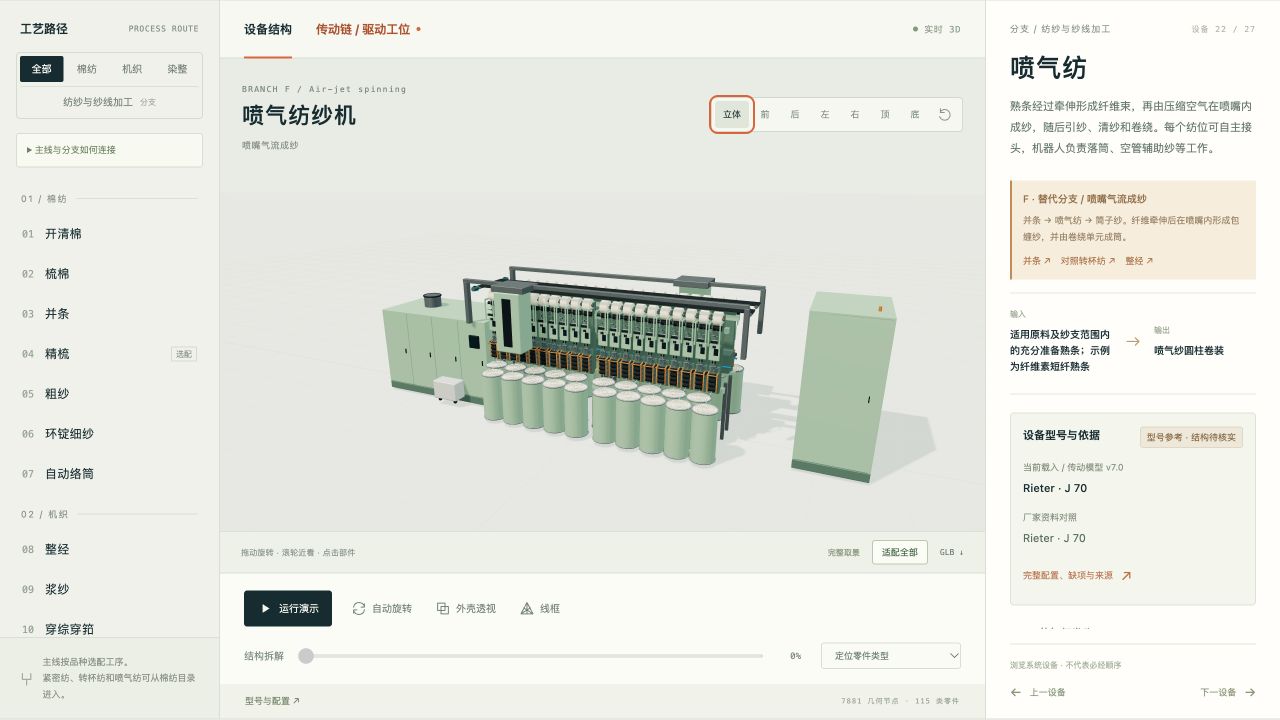 工艺路径
PROCESS ROUTE
全部
棉纺
机织
染整
纺纱与纱线加工 分支
主线与分支如何连接
01 / 棉纺
01 开清棉
02 梳棉
03 并条
04 精梳 选配
05 粗纱
06 环锭细纱
07 自动络筒
02 / 机织
08 整经
09 浆纱
10 穿综穿筘
主线按品种选配工序。
紧密纺、转杯纺和喷气纺可从棉纺目录
进入。
设备结构
传动链 / 驱动工位
实时 3D
BRANCH F / Air-jet spinning
喷气纺纱机
喷嘴气流成纱
立体
前
后
左
右
顶
底
拖动旋转 · 滚轮近看 · 点击部件
完整取景
适配全部
GLB ↓
运行演示
自动旋转
外壳透视
线框
结构拆解
0%
定位零件类型
型号与配置 ↗
7881 几何节点 · 115 类零件
分支 / 纺纱与纱线加工
设备 22 / 27
喷气纺
熟条经过牵伸形成纤维束，再由压缩空气在喷嘴内
成纱，随后引纱、清纱和卷绕。每个纺位可自主接
头，机器人负责落筒、空管辅助纱等工作。
F · 替代分支 / 喷嘴气流成纱
并条 → 喷气纺 → 筒子纱。纤维牵伸后在喷嘴内形成包
缠纱，并由卷绕单元成筒。
并条 ↗ 对照转杯纺 ↗ 整经 ↗
输入
适用原料及纱支范围内
的充分准备熟条；示例
为纤维素短纤熟条
→
输出
喷气纱圆柱卷装
设备型号与依据
型号参考 · 结构待核实
当前载入 / 传动模型 v7.0
Rieter · J 70
厂家资料对照
Rieter · J 70
完整配置、缺项与来源 ↗
浏览系统设备 · 不代表必经顺序
← 上一设备
下一设备 →